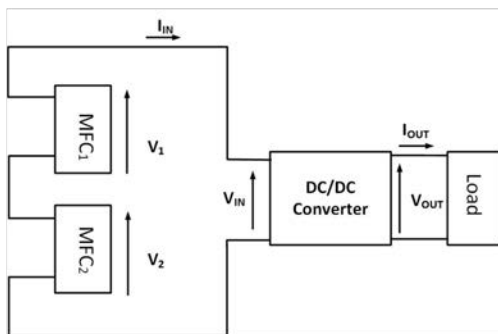 I_IN
MFC₁
V₁
MFC₂
V₂
V_IN
DC/DC
Converter
I_OUT
V_OUT
Load